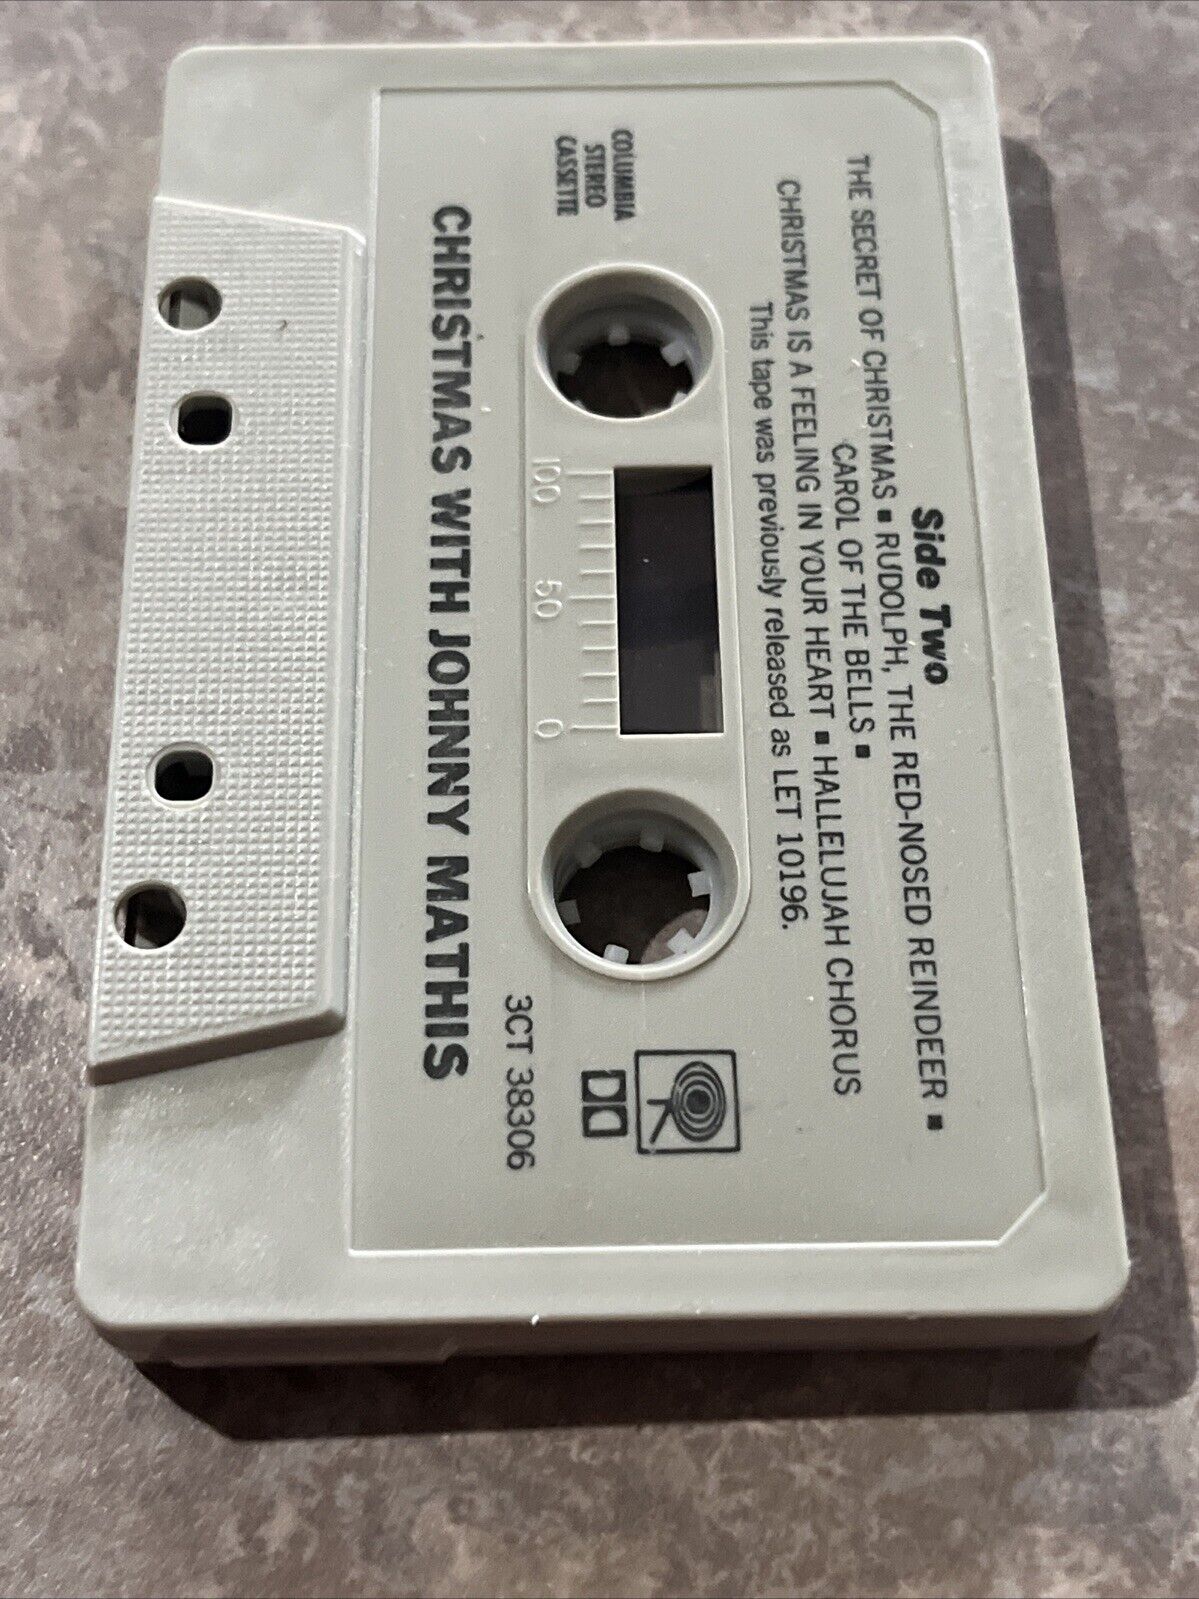 Side Two
THE SECRET OF CHRISTMAS ▪ RUDOLPH, THE RED-NOSED REINDEER ▪
CAROL OF THE BELLS ▪
CHRISTMAS IS A FEELING IN YOUR HEART ▪ HALLELUJAH CHORUS
This tape was previously released as LET 10196.
COLUMBIA
STEREO
CASSETTE
100 50 0
3CT 38306
CHRISTMAS WITH JOHNNY MATHIS